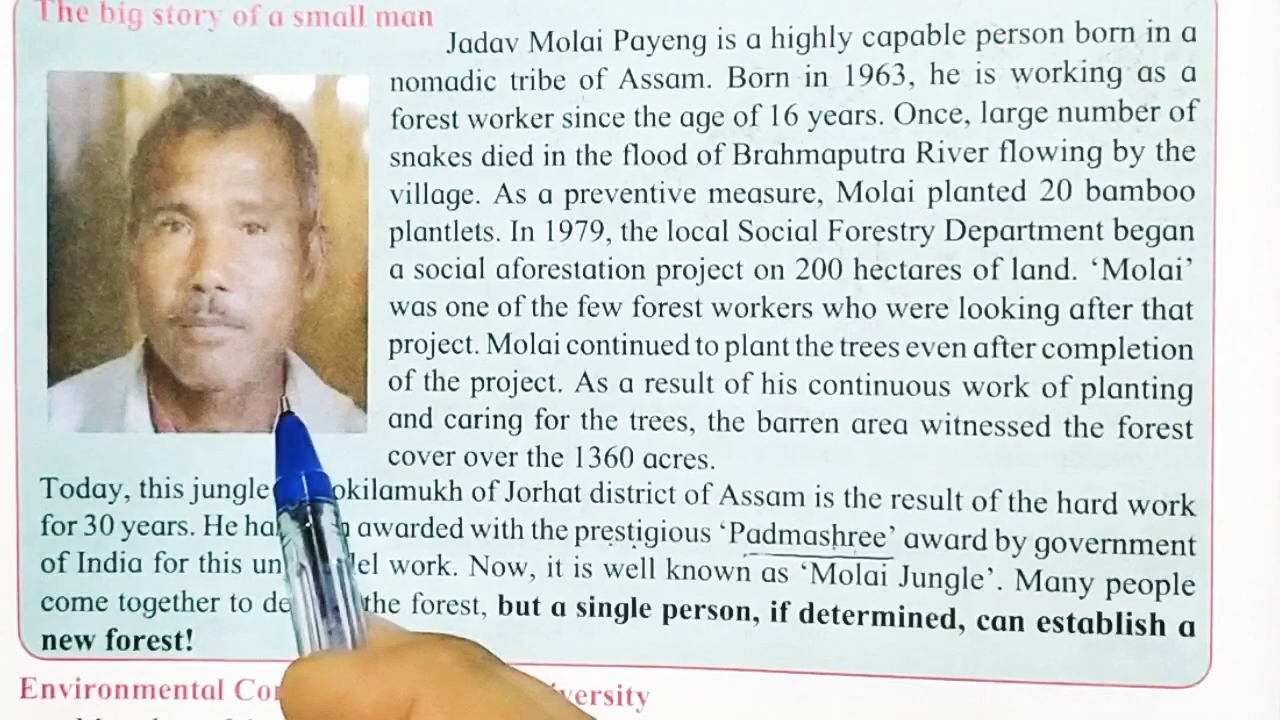 The big story of a small man
Jadav Molai Payeng is a highly capable person born in a
nomadic tribe of Assam. Born in 1963, he is working as a
forest worker since the age of 16 years. Once, large number of
snakes died in the flood of Brahmaputra River flowing by the
village. As a preventive measure, Molai planted 20 bamboo
plantlets. In 1979, the local Social Forestry Department began
a social aforestation project on 200 hectares of land. ‘Molai’
was one of the few forest workers who were looking after that
project. Molai continued to plant the trees even after completion
of the project. As a result of his continuous work of planting
and caring for the trees, the barren area witnessed the forest
cover over the 1360 acres.
Today, this jungle okilamukh of Jorhat district of Assam is the result of the hard work
for 30 years. He awarded with the prestigious ‘Padmashree’ award by government
of India for this work. Now, it is well known as ‘Molai Jungle’. Many people
come together to the forest, but a single person, if determined, can establish a
new forest!
Environmental